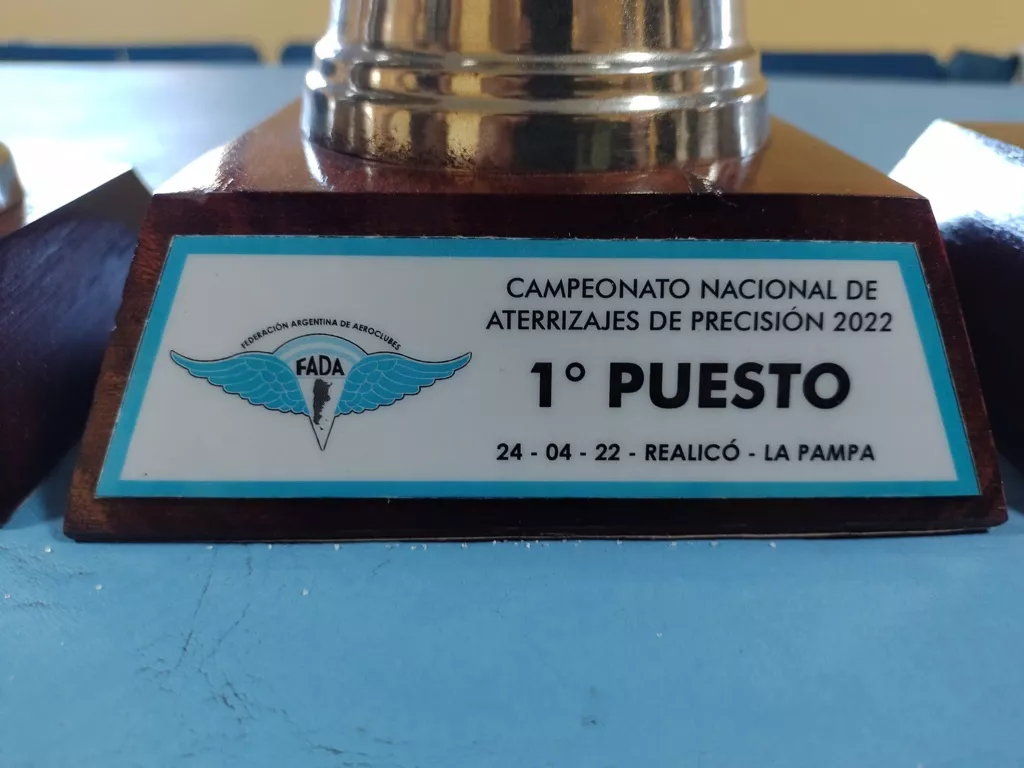 FEDERACIÓN ARGENTINA DE AEROCLUBES
FADA
CAMPEONATO NACIONAL DE
ATERRIZAJES DE PRECISIÓN 2022
1° PUESTO
24 - 04 - 22 - REALICÓ - LA PAMPA